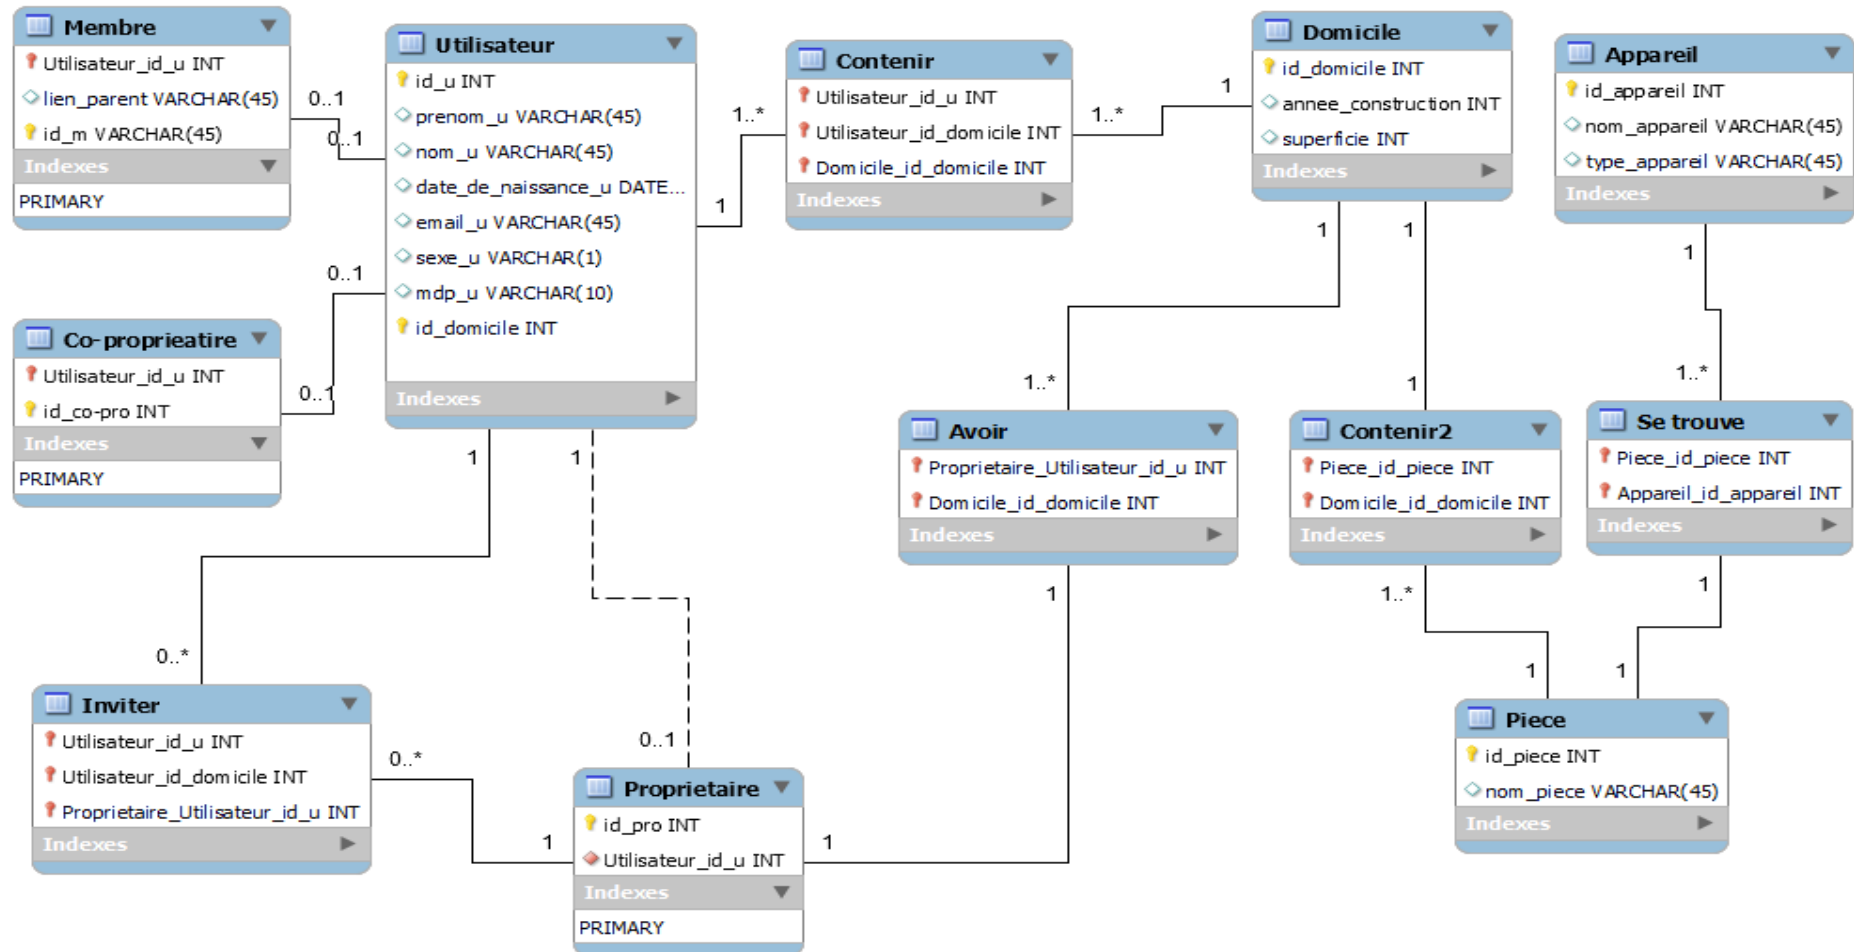 Membre
Utilisateur_id_u INT
lien_parent VARCHAR(45)
id_m VARCHAR(45)
Indexes
PRIMARY
0..1
0..1
Utilisateur
id_u INT
prenom_u VARCHAR(45)
nom_u VARCHAR(45)
date_de_naissance_u DATE...
email_u VARCHAR(45)
sexe_u VARCHAR(1)
mdp_u VARCHAR(10)
id_domicile INT
Indexes
1
1..*
Contenir
Utilisateur_id_u INT
Utilisateur_id_domicile INT
Domicile_id_domicile INT
Indexes
1..*
1
Domicile
id_domicile INT
annee_construction INT
superficie INT
Indexes
Appareil
id_appareil INT
nom_appareil VARCHAR(45)
type_appareil VARCHAR(45)
Indexes
1
1
1
0..1
0..1
Co-proprieatire
Utilisateur_id_u INT
id_co-pro INT
Indexes
PRIMARY
1
1
1..*
1
1..*
Avoir
Proprietaire_Utilisateur_id_u INT
Domicile_id_domicile INT
Indexes
Contenir2
Piece_id_piece INT
Domicile_id_domicile INT
Indexes
Se trouve
Piece_id_piece INT
Appareil_id_appareil INT
Indexes
1
1..*
1
0..*
1
1
Inviter
Utilisateur_id_u INT
Utilisateur_id_domicile INT
Proprietaire_Utilisateur_id_u INT
Indexes
0..*
1
0..1
Proprietaire
id_pro INT
Utilisateur_id_u INT
Indexes
PRIMARY
1
Piece
id_piece INT
nom_piece VARCHAR(45)
Indexes